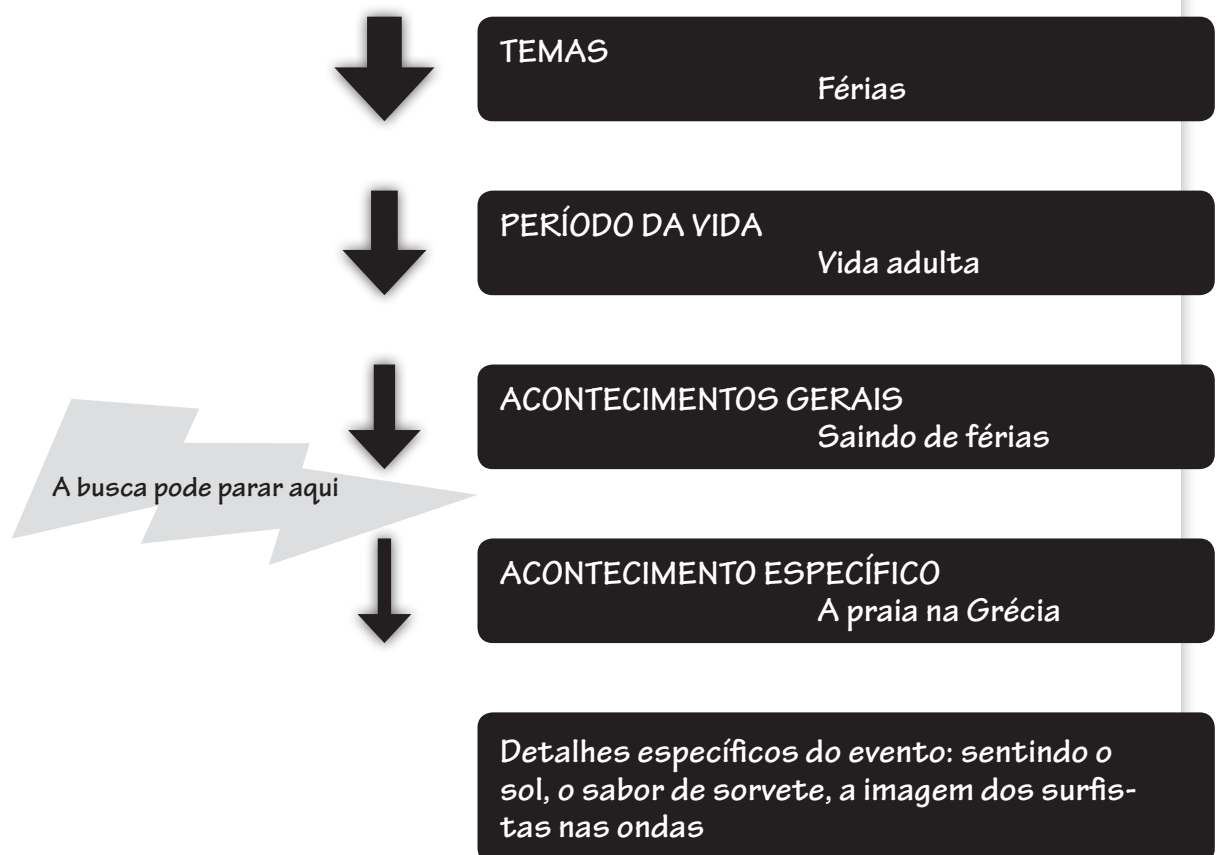 TEMAS
Férias
PERÍODO DA VIDA
Vida adulta
ACONTECIMENTOS GERAIS
Saindo de férias
A busca pode parar aqui
ACONTECIMENTO ESPECÍFICO
A praia na Grécia
Detalhes específicos do evento: sentindo o
sol, o sabor de sorvete, a imagem dos surfis-
tas nas ondas